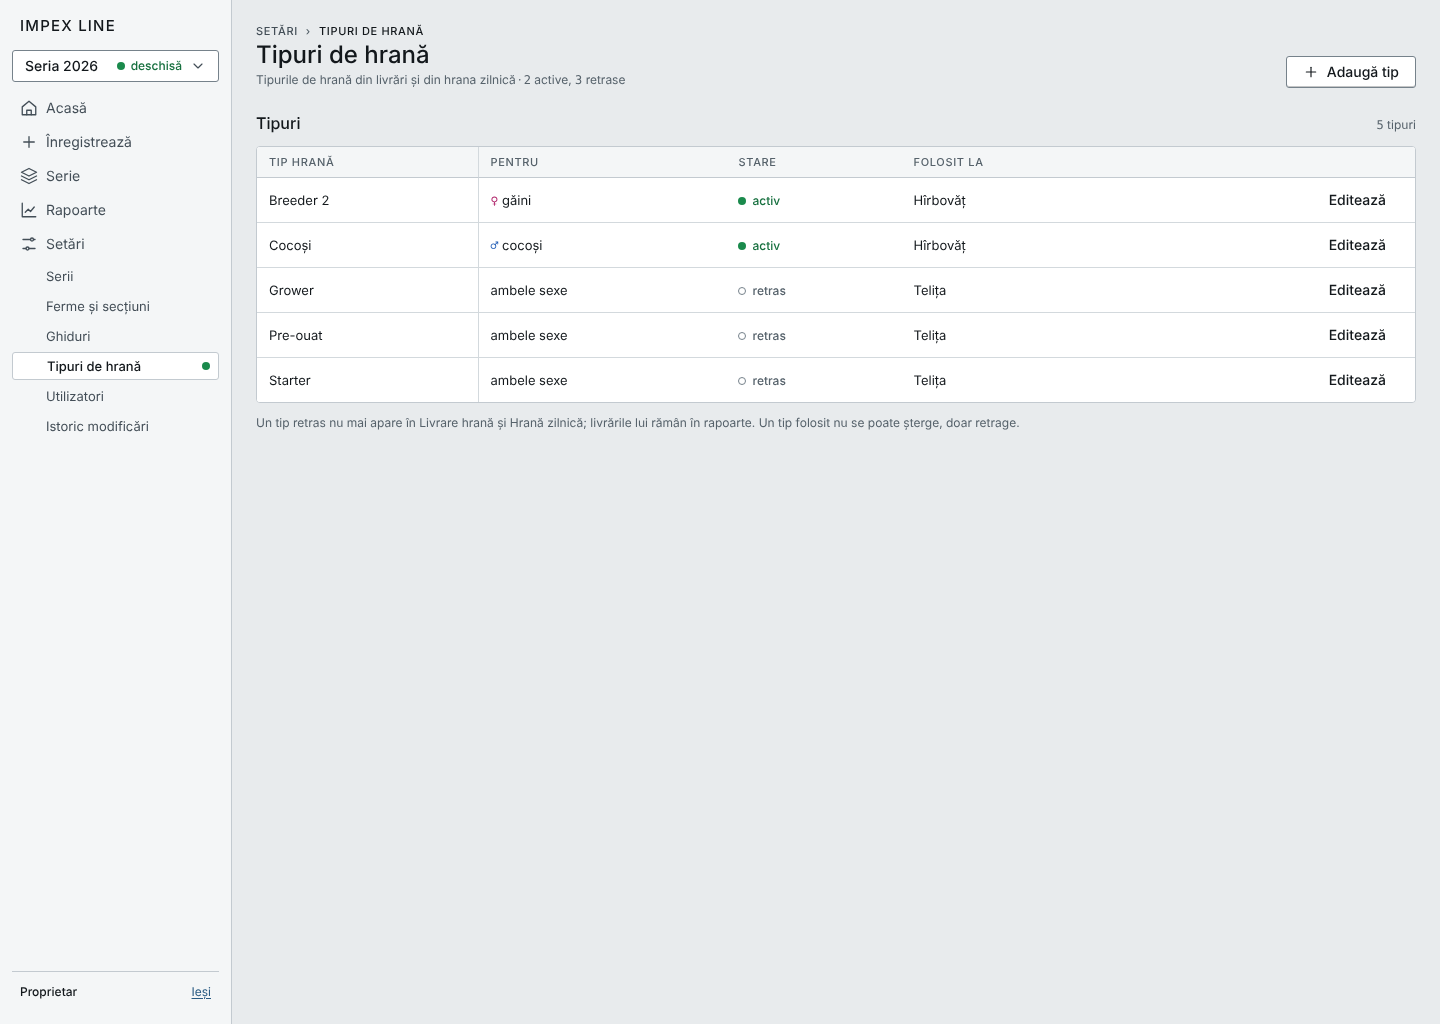 IMPEX LINE
Seria 2026 deschisă
Acasă
Înregistrează
Serie
Rapoarte
Setări
Serii
Ferme și secțiuni
Ghiduri
Tipuri de hrană
Utilizatori
Istoric modificări
Proprietar Ieși
SETĂRI › TIPURI DE HRANĂ
Tipuri de hrană
Tipurile de hrană din livrări și din hrana zilnică · 2 active, 3 retrase
Adaugă tip
Tipuri 5 tipuri
TIP HRANĂ PENTRU STARE FOLOSIT LA
Breeder 2 ♀ găini activ Hîrbovăț Editează
Cocoși ♂ cocoși activ Hîrbovăț Editează
Grower ambele sexe retras Telița Editează
Pre-ouat ambele sexe retras Telița Editează
Starter ambele sexe retras Telița Editează
Un tip retras nu mai apare în Livrare hrană și Hrană zilnică; livrările lui rămân în rapoarte. Un tip folosit nu se poate șterge, doar retrage.